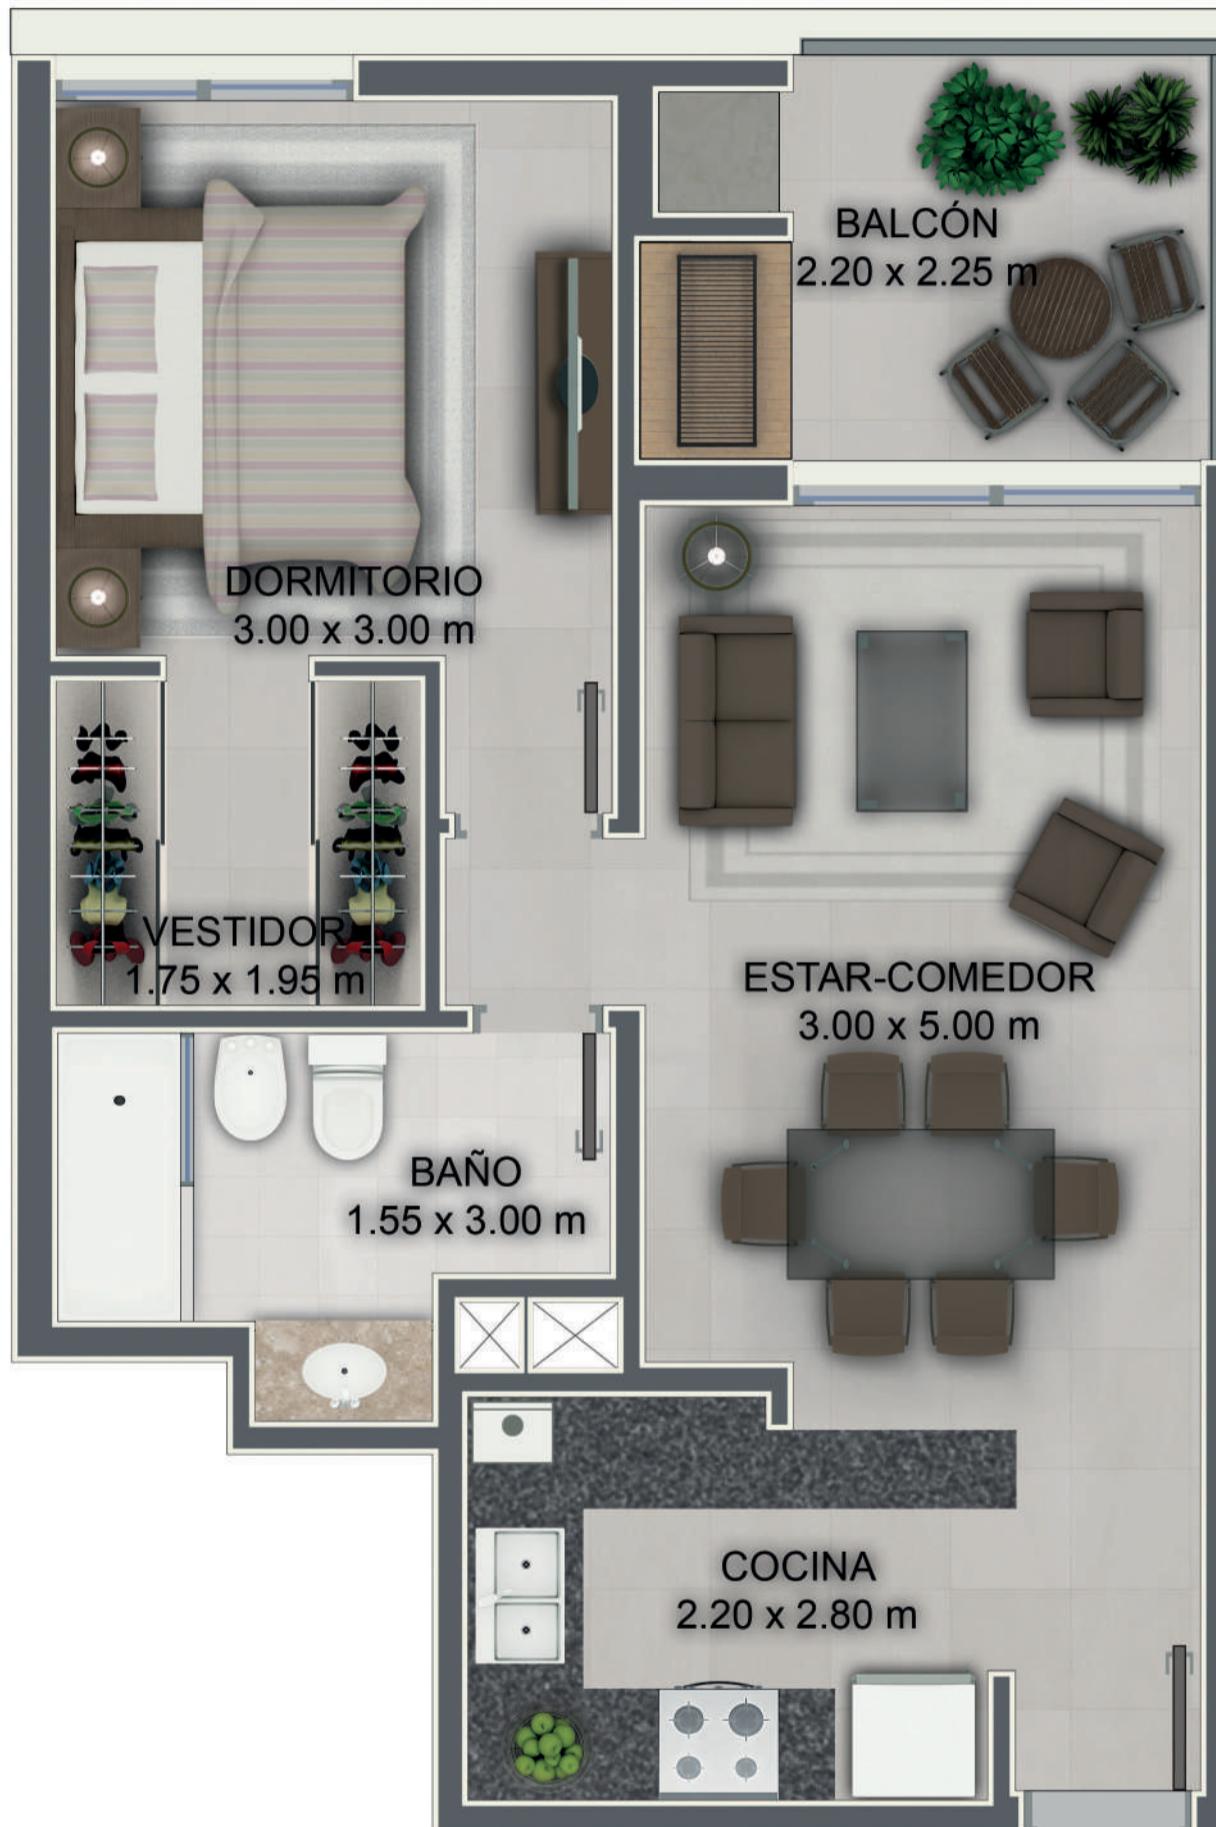 BALCÓN
2.20 x 2.25 m
DORMITORIO
3.00 x 3.00 m
VESTIDOR
1.75 x 1.95 m
ESTAR-COMEDOR
3.00 x 5.00 m
BAÑO
1.55 x 3.00 m
COCINA
2.20 x 2.80 m